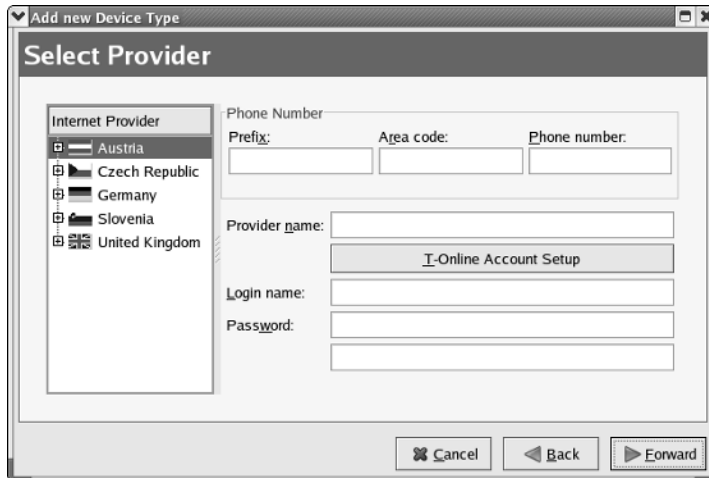 Add new Device Type
Select Provider
Internet Provider
Austria
Czech Republic
Germany
Slovenia
United Kingdom
Phone Number
Prefix: Area code: Phone number:
Provider name:
T-Online Account Setup
Login name:
Password:
Cancel Back Forward